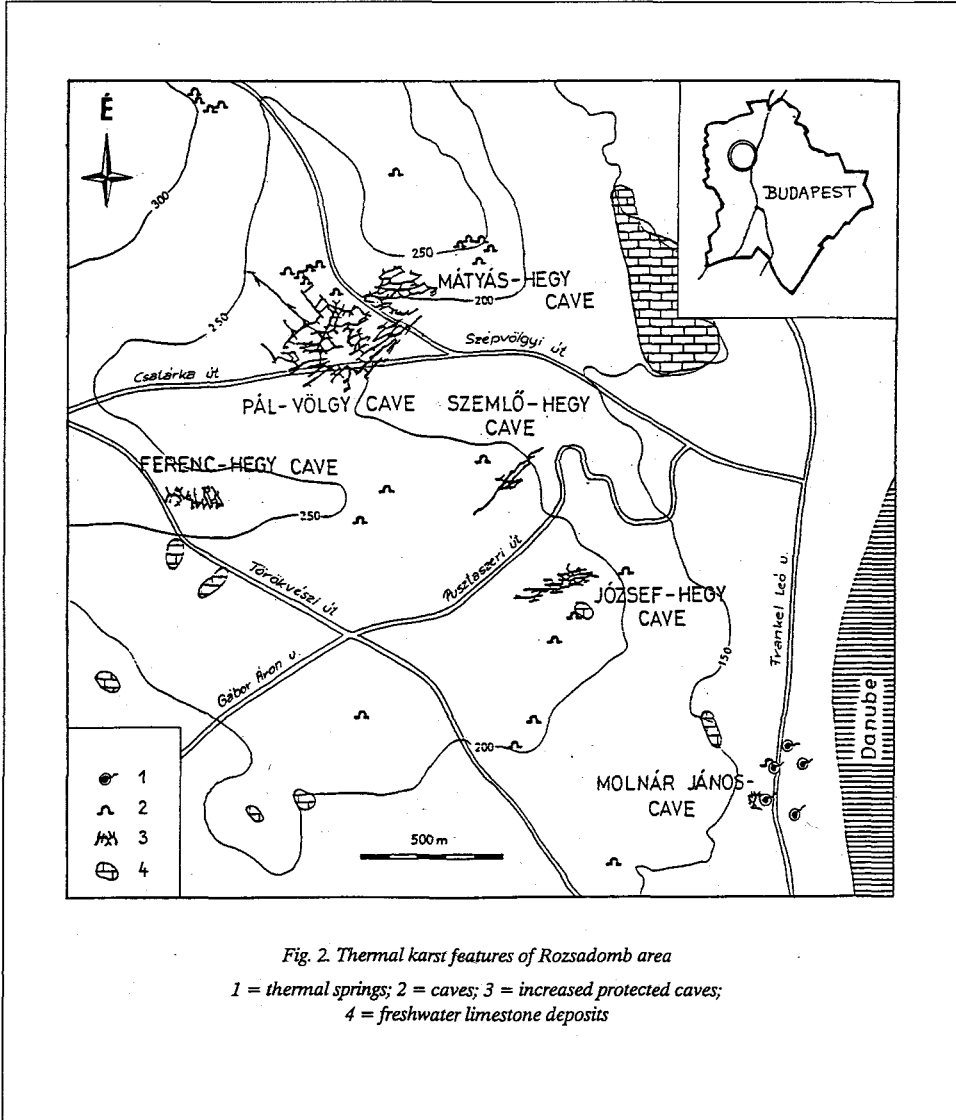 É
BUDAPEST
300
250
MÁTYÁS-HEGY
CAVE
200
250
Szépvölgyi út
Csatárka út
PÁL-VÖLGY CAVE
SZEMLŐ-HEGY
CAVE
FERENC-HEGY CAVE
250
Törökvészi út
Pusztaszeri út
JÓZSEF-HEGY
CAVE
150
Frankel Leó u.
Danube
Gábor Áron u.
200
MOLNÁR JÁNOS-
CAVE
1
2
3
4
500 m
Fig. 2. Thermal karst features of Rozsadomb area
1 = thermal springs; 2 = caves; 3 = increased protected caves;
4 = freshwater limestone deposits